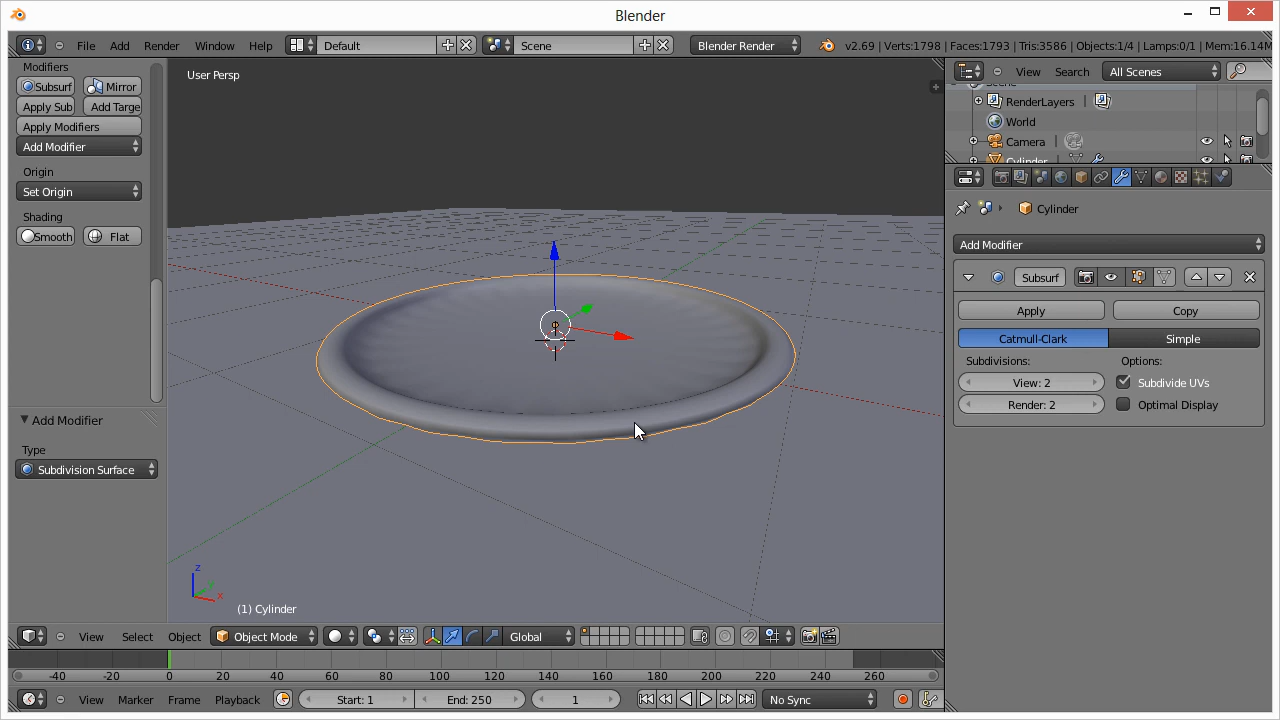 Blender
File Add Render Window Help Default Scene Blender Render v2.69 | Verts:1798 | Faces:1793 | Tris:3586 | Objects:1/4 | Lamps:0/1 | Mem:16.14M
Modifiers
Subsurf Mirror
Apply Sub Add Targe
Apply Modifiers
Add Modifier
Origin
Set Origin
Shading
Smooth Flat
Add Modifier
Type
Subdivision Surface
User Persp
z
x
(1) Cylinder
View Search All Scenes
Scene
RenderLayers
World
Camera
Cylinder
Cylinder
Add Modifier
Subsurf
Apply Copy
Catmull-Clark Simple
Subdivisions: Options:
View: 2 Subdivide UVs
Render: 2 Optimal Display
View Select Object Object Mode Global
-40 -20 0 20 40 60 80 100 120 140 160 180 200 220 240 260
View Marker Frame Playback Start: 1 End: 250 1 No Sync